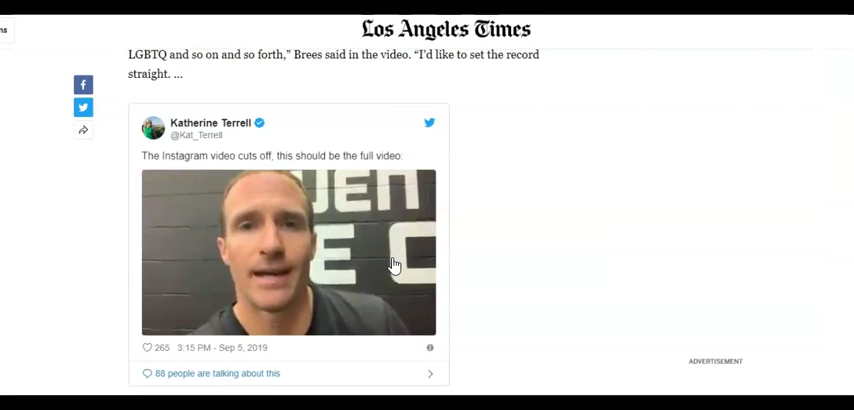 ns
Los Angeles Times
LGBTQ and so on and so forth,” Brees said in the video. “I’d like to set the record
straight. ...
f
Katherine Terrell
@Kat_Terrell
The Instagram video cuts off, this should be the full video:
E C
265 3:15 PM - Sep 5, 2019
88 people are talking about this
ADVERTISEMENT